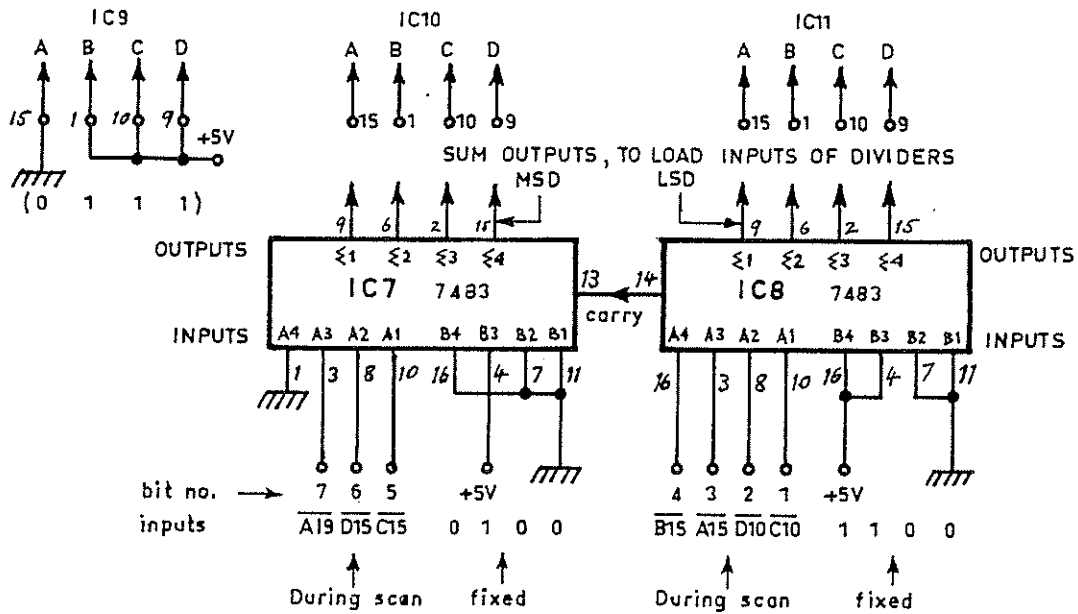 IC9 IC10 IC11
A B C D A B C D A B C D
15 1 10 9 +5V 15 1 10 9 15 1 10 9
SUM OUTPUTS, TO LOAD INPUTS OF DIVIDERS
MSD LSD
(0 1 1 1)
9 6 2 15 9 6 2 15
OUTPUTS Σ1 Σ2 Σ3 Σ4 Σ1 Σ2 Σ3 Σ4 OUTPUTS
IC7 7483 13 14 IC8 7483
carry
INPUTS A4 A3 A2 A1 B4 B3 B2 B1 A4 A3 A2 A1 B4 B3 B2 B1 INPUTS
1 3 8 10 16 4 7 11 16 3 8 10 16 4 7 11
bit no. 7 6 5 +5V 4 3 2 1 +5V
inputs A19 D15 C15 0 1 0 0 B15 A15 D10 C10 1 1 0 0
During scan fixed During scan fixed